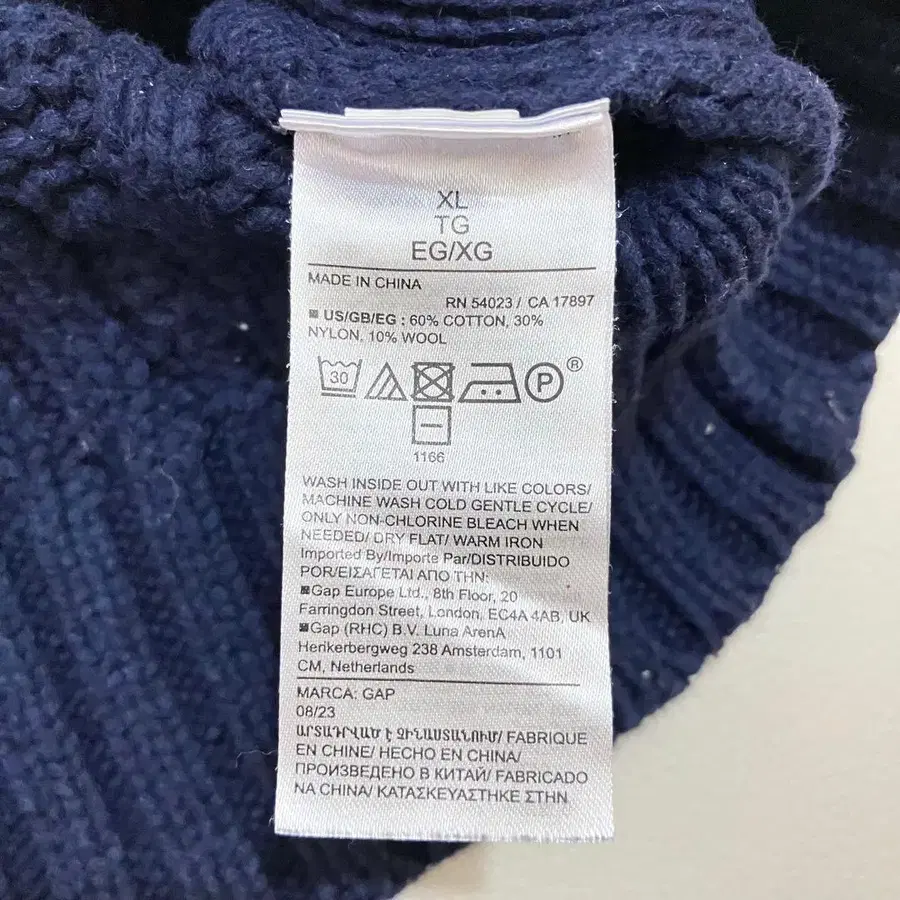 XL
TG
EG/XG
MADE IN CHINA
RN 54023 / CA 17897
US/GB/EG : 60% COTTON, 30%
NYLON, 10% WOOL
30
P
®
1166
WASH INSIDE OUT WITH LIKE COLORS/
MACHINE WASH COLD GENTLE CYCLE/
ONLY NON-CHLORINE BLEACH WHEN
NEEDED/ DRY FLAT/ WARM IRON
Imported By/Importe Par/DISTRIBUIDO
POR/ΕΙΣΑΓΕΤΑΙ ΑΠΟ ΤΗΝ:
Gap Europe Ltd., 8th Floor, 20
Farringdon Street, London, EC4A 4AB, UK
Gap (RHC) B.V. Luna ArenA
Henkerbergweg 238 Amsterdam, 1101
CM, Netherlands
MARCA: GAP
08/23
ԱՐՏԱԴՐՎԱԾ Է ՉԻՆԱՍՏԱՆՈՒՄ/ FABRIQUE
EN CHINE/ HECHO EN CHINA/
ПРОИЗВЕДЕНО В КИТАЙ/ FABRICADO
NA CHINA/ ΚΑΤΑΣΚΕΥΑΣΤΗΚΕ ΣΤΗΝ